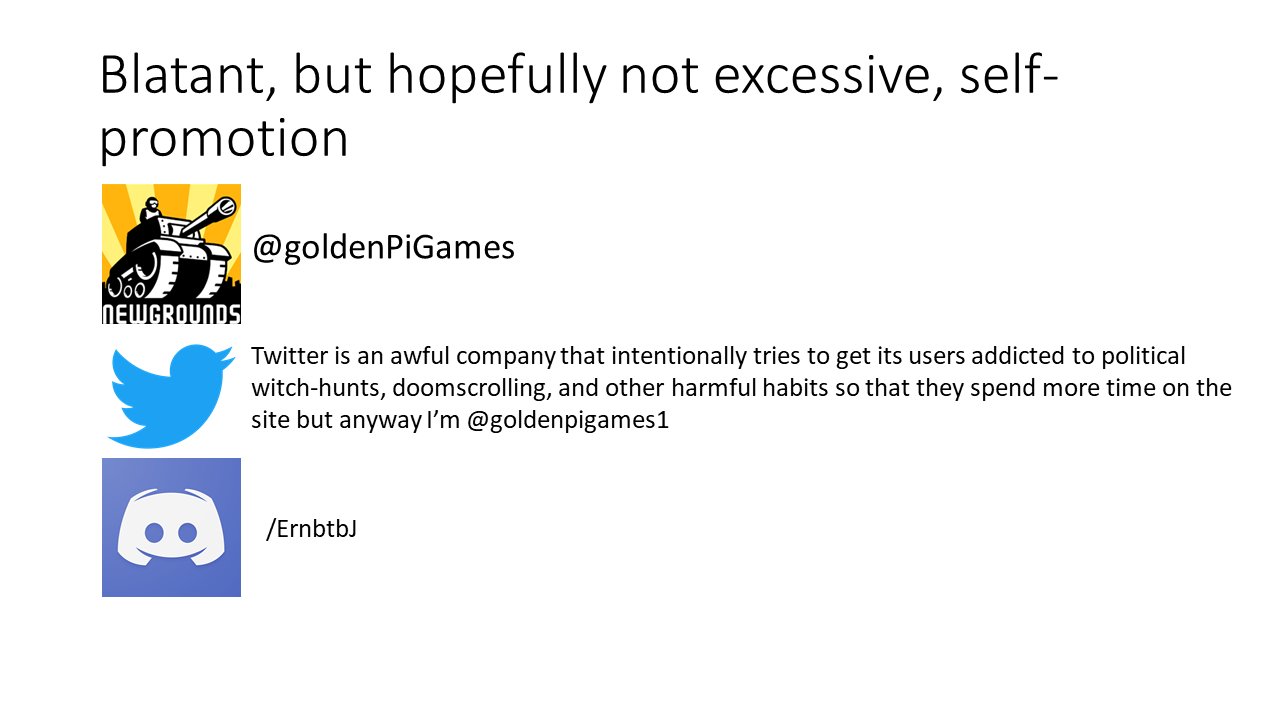 Blatant, but hopefully not excessive, self-
promotion
NEWGROUNDS
@goldenPiGames
Twitter is an awful company that intentionally tries to get its users addicted to political
witch-hunts, doomscrolling, and other harmful habits so that they spend more time on the
site but anyway I’m @goldenpigames1
/ErnbtbJ